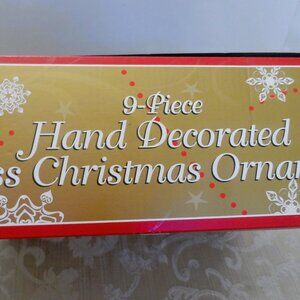 9-Piece
Hand Decorated
ss Christmas Orna